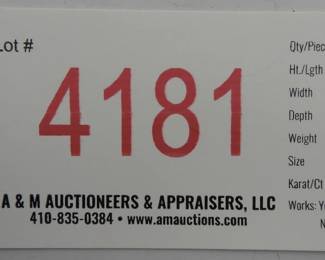 Lot #
4181
A & M AUCTIONEERS & APPRAISERS, LLC
410-835-0384 • www.amauctions.com
Qty/Piec
Ht./Lgth
Width
Depth
Weight
Size
Karat/Ct
Works: Y
N